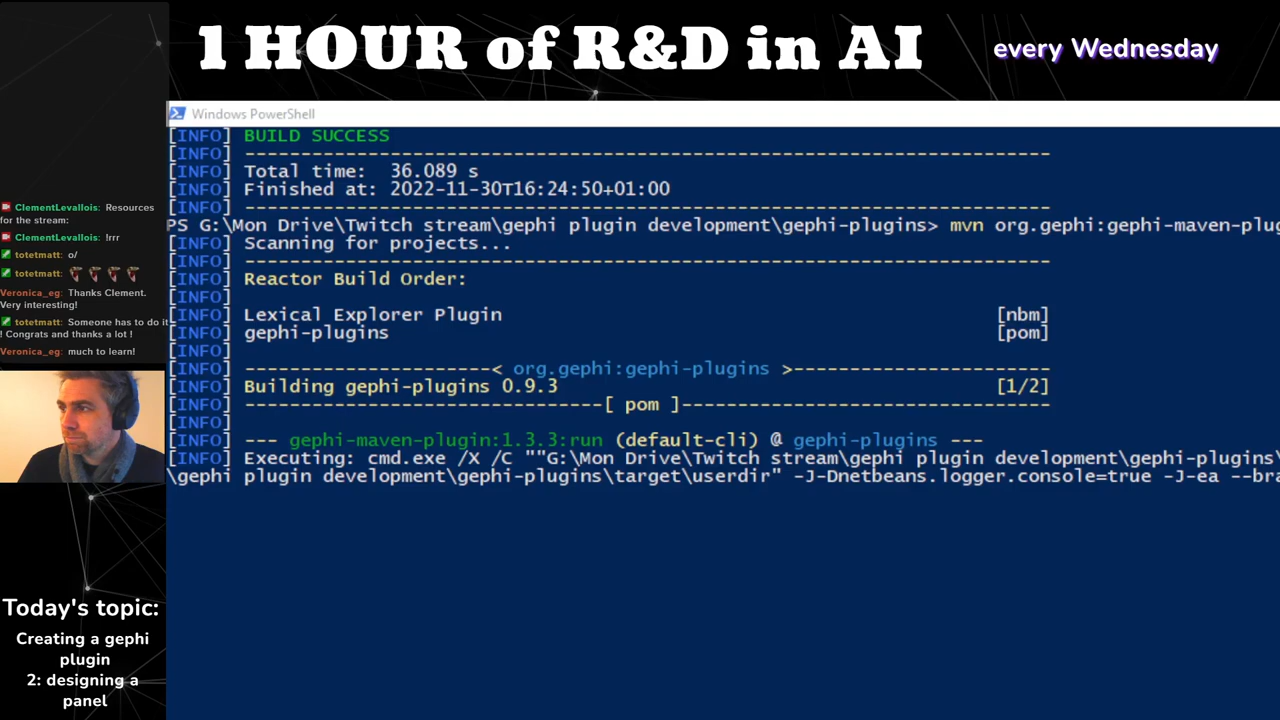 1 HOUR of R&D in AI
every Wednesday
Windows PowerShell
[INFO] BUILD SUCCESS
[INFO] ------------------------------------------------------------------------
[INFO] Total time:  36.089 s
[INFO] Finished at: 2022-11-30T16:24:50+01:00
[INFO] ------------------------------------------------------------------------
PS G:\Mon Drive\Twitch stream\gephi plugin development\gephi-plugins> mvn org.gephi:gephi-maven-plug
[INFO] Scanning for projects...
[INFO] ------------------------------------------------------------------------
[INFO] Reactor Build Order:
[INFO]
[INFO] Lexical Explorer Plugin [nbm]
[INFO] gephi-plugins [pom]
[INFO]
[INFO] ----------------------< org.gephi:gephi-plugins >-----------------------
[INFO] Building gephi-plugins 0.9.3 [1/2]
[INFO] --------------------------------[ pom ]---------------------------------
[INFO]
[INFO] --- gephi-maven-plugin:1.3.3:run (default-cli) @ gephi-plugins ---
[INFO] Executing: cmd.exe /X /C ""G:\Mon Drive\Twitch stream\gephi plugin development\gephi-plugins\
\gephi plugin development\gephi-plugins\target\userdir" -J-Dnetbeans.logger.console=true -J-ea --bra
ClementLevallois: Resources
for the stream:
ClementLevallois: !rrr
totetmatt: o/
totetmatt:
Veronica_eg: Thanks Clement.
Very interesting!
totetmatt: Someone has to do it
! Congrats and thanks a lot !
Veronica_eg: much to learn!
Today's topic:
Creating a gephi
plugin
2: designing a
panel